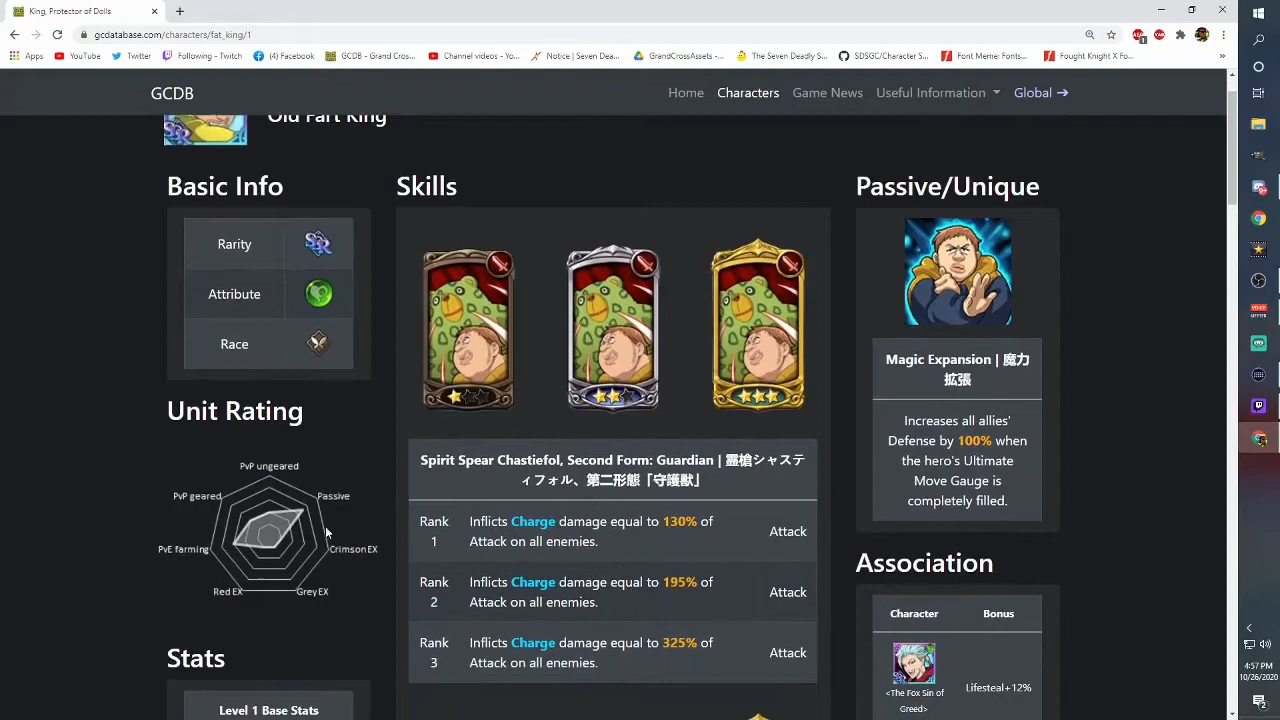 King, Protector of Dolls
gcdatabase.com/characters/fat_king/1
Apps
YouTube
Twitter
Following - Twitch
(4) Facebook
GCDB - Grand Cros...
Channel videos - Yo...
Notice | Seven Dea...
GrandCrossAssets -...
The Seven Deadly S...
SDSGC/Character S...
Font Meme: Fonts...
Fought Knight X Fo...
»
GCDB
Home
Characters
Game News
Useful Information
Global →
Old Fart King
Basic Info
Rarity
Attribute
Race
Unit Rating
PvP ungeared
PvP geared
Passive
PvE farming
Crimson EX
Red EX
Grey EX
Stats
Level 1 Base Stats
Skills
Spirit Spear Chastiefol, Second Form: Guardian | 霊槍シャステ
ィフォル、第二形態「守護獣」
Rank 1
Inflicts Charge damage equal to 130% of
Attack on all enemies.
Attack
Rank 2
Inflicts Charge damage equal to 195% of
Attack on all enemies.
Attack
Rank 3
Inflicts Charge damage equal to 325% of
Attack on all enemies.
Attack
Passive/Unique
Magic Expansion | 魔力
拡張
Increases all allies'
Defense by 100% when
the hero's Ultimate
Move Gauge is
completely filled.
Association
Character
Bonus
<The Fox Sin of
Greed>
Lifesteal+12%
4:57 PM
10/26/2020